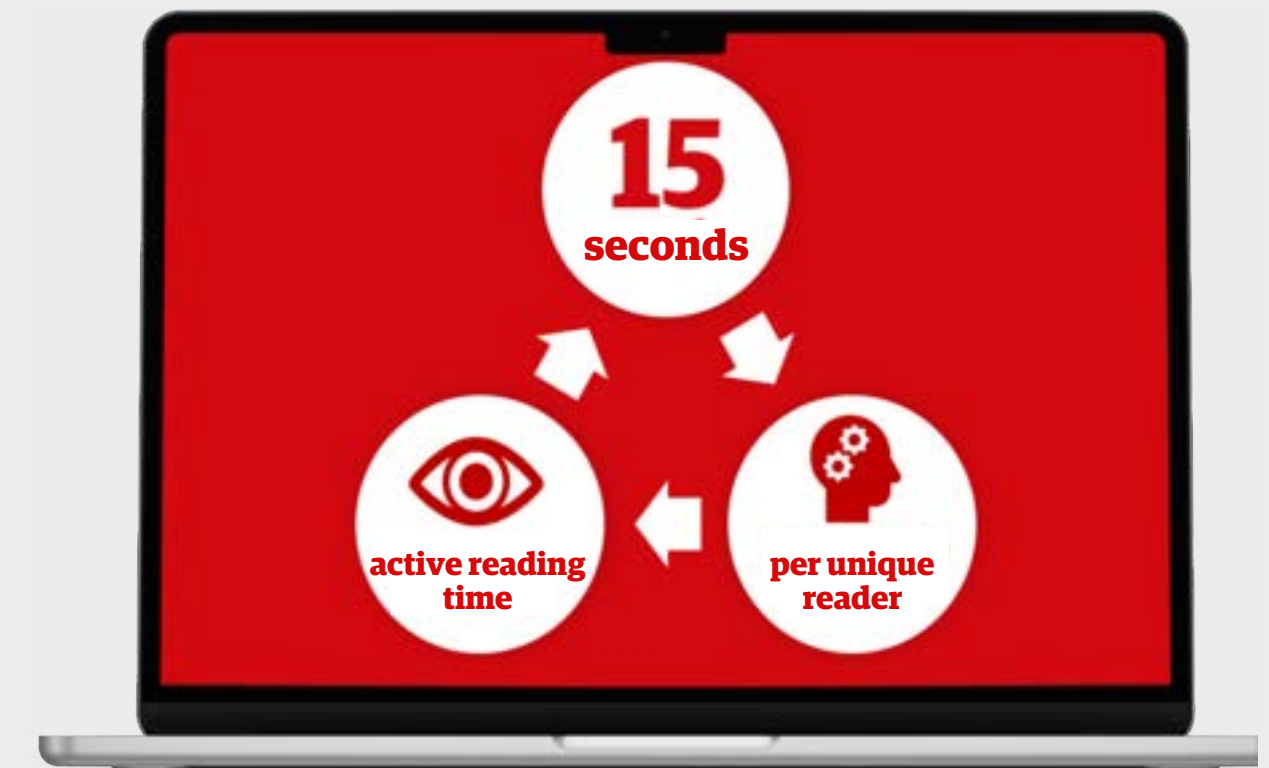 15
seconds
active reading
time
per unique
reader